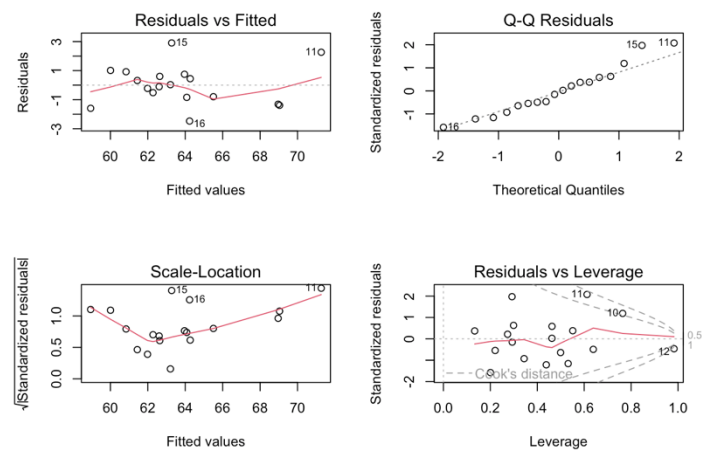 Residuals vs Fitted
Residuals
3
1
-1
-3
15
11
16
60 62 64 66 68 70
Fitted values
Q-Q Residuals
Standardized residuals
2
1
-1
15
11
16
-2 -1 0 1 2
Theoretical Quantiles
Scale-Location
√|Standardized residuals|
1.0
0.5
0.0
15
16
11
60 62 64 66 68 70
Fitted values
Residuals vs Leverage
Standardized residuals
2
1
0
-2
11
10
12
0.5
1
Cook's distance
0.0 0.2 0.4 0.6 0.8 1.0
Leverage